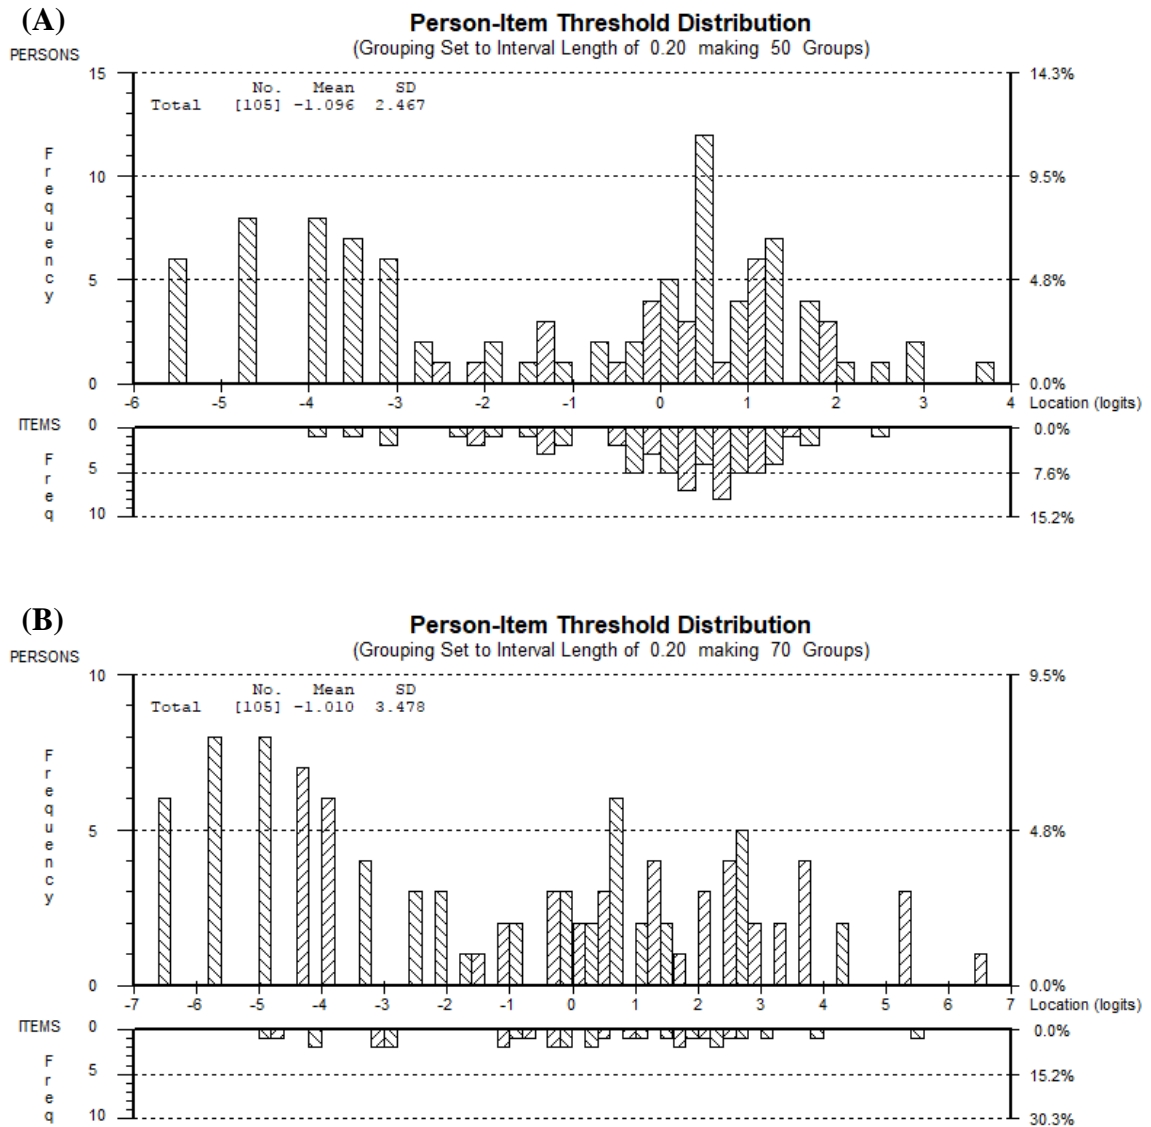 (A)
Person-Item Threshold Distribution
(Grouping Set to Interval Length of 0.20 making 50 Groups)
PERSONS
15
14.3%
No. Mean SD
Total [105] -1.096 2.467
Frequency
10
9.5%
5
4.8%
0
0.0%
-6 -5 -4 -3 -2 -1 0 1 2 3 4
Location (logits)
ITEMS
0
0.0%
Freq
5
7.6%
10
15.2%
(B)
Person-Item Threshold Distribution
(Grouping Set to Interval Length of 0.20 making 70 Groups)
PERSONS
10
9.5%
No. Mean SD
Total [105] -1.010 3.478
Frequency
5
4.8%
0
0.0%
-7 -6 -5 -4 -3 -2 -1 0 1 2 3 4 5 6 7
Location (logits)
ITEMS
0
0.0%
Freq
5
15.2%
10
30.3%